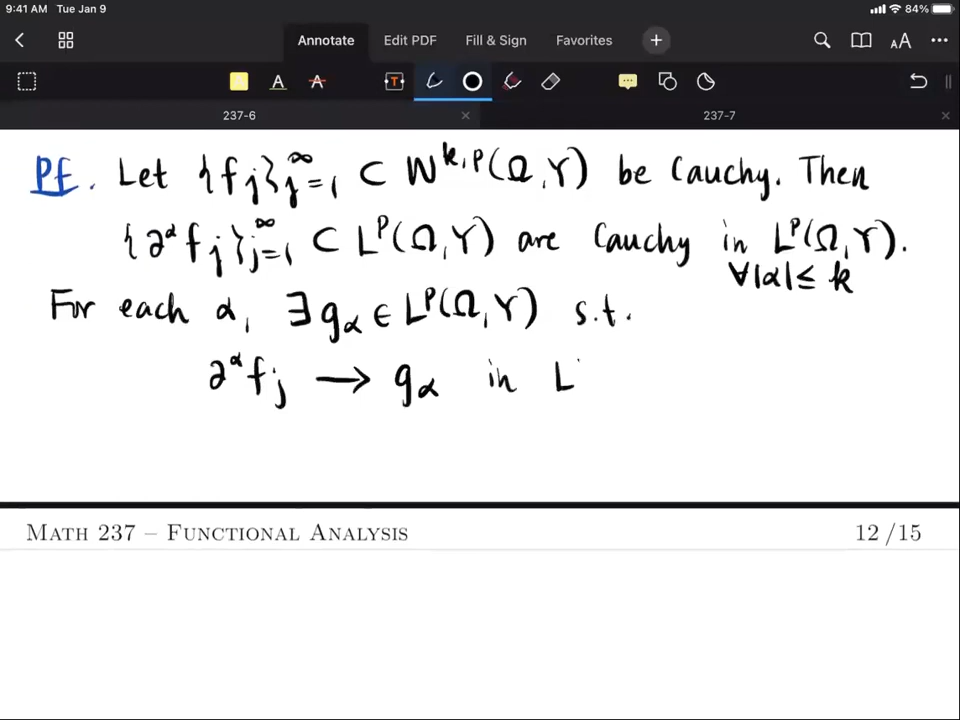 9:41 AM Tue Jan 9 84%
Annotate Edit PDF Fill & Sign Favorites
237-6 237-7
Pf. Let {f_j}_{j=1}^∞ ⊂ W^{k,p}(Ω,Y) be Cauchy. Then
{∂^α f_j}_{j=1}^∞ ⊂ L^p(Ω,Y) are Cauchy in L^p(Ω,Y).
∀|α| ≤ k
For each α, ∃ g_α ∈ L^p(Ω,Y) s.t.
∂^α f_j → g_α in L
MATH 237 – FUNCTIONAL ANALYSIS 12/15